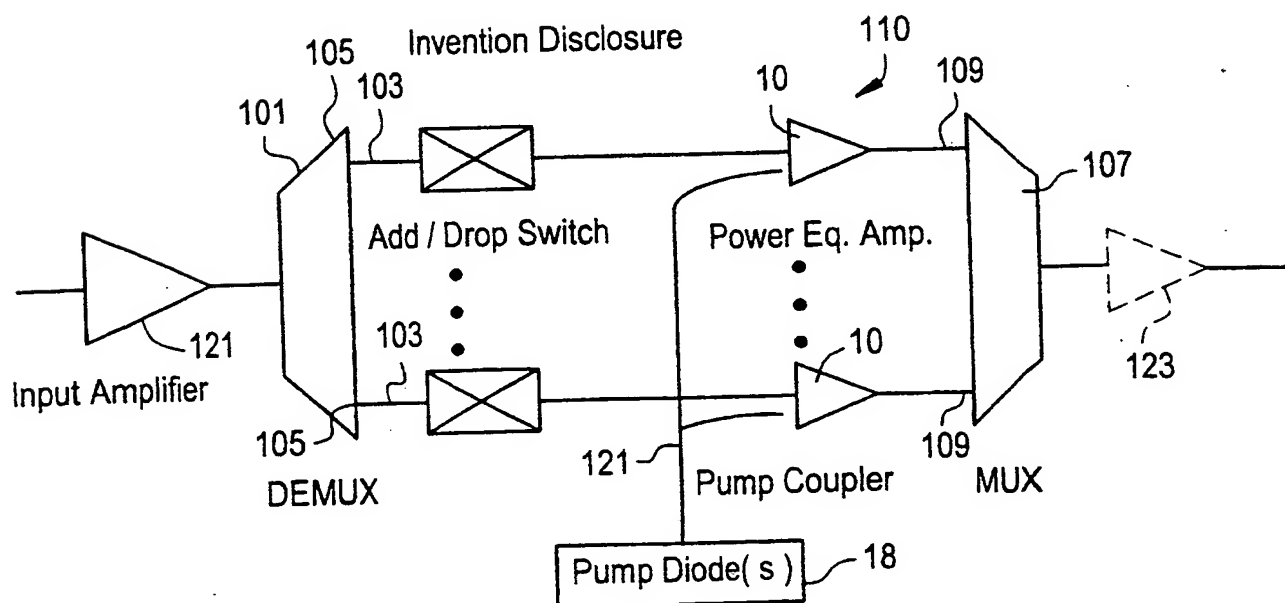 Invention Disclosure
110
105
101
103
10
109
107
Add / Drop Switch
Power Eq. Amp.
121
Input Amplifier
103
10
123
105
DEMUX
121
Pump Coupler
109
MUX
Pump Diode( s )
18